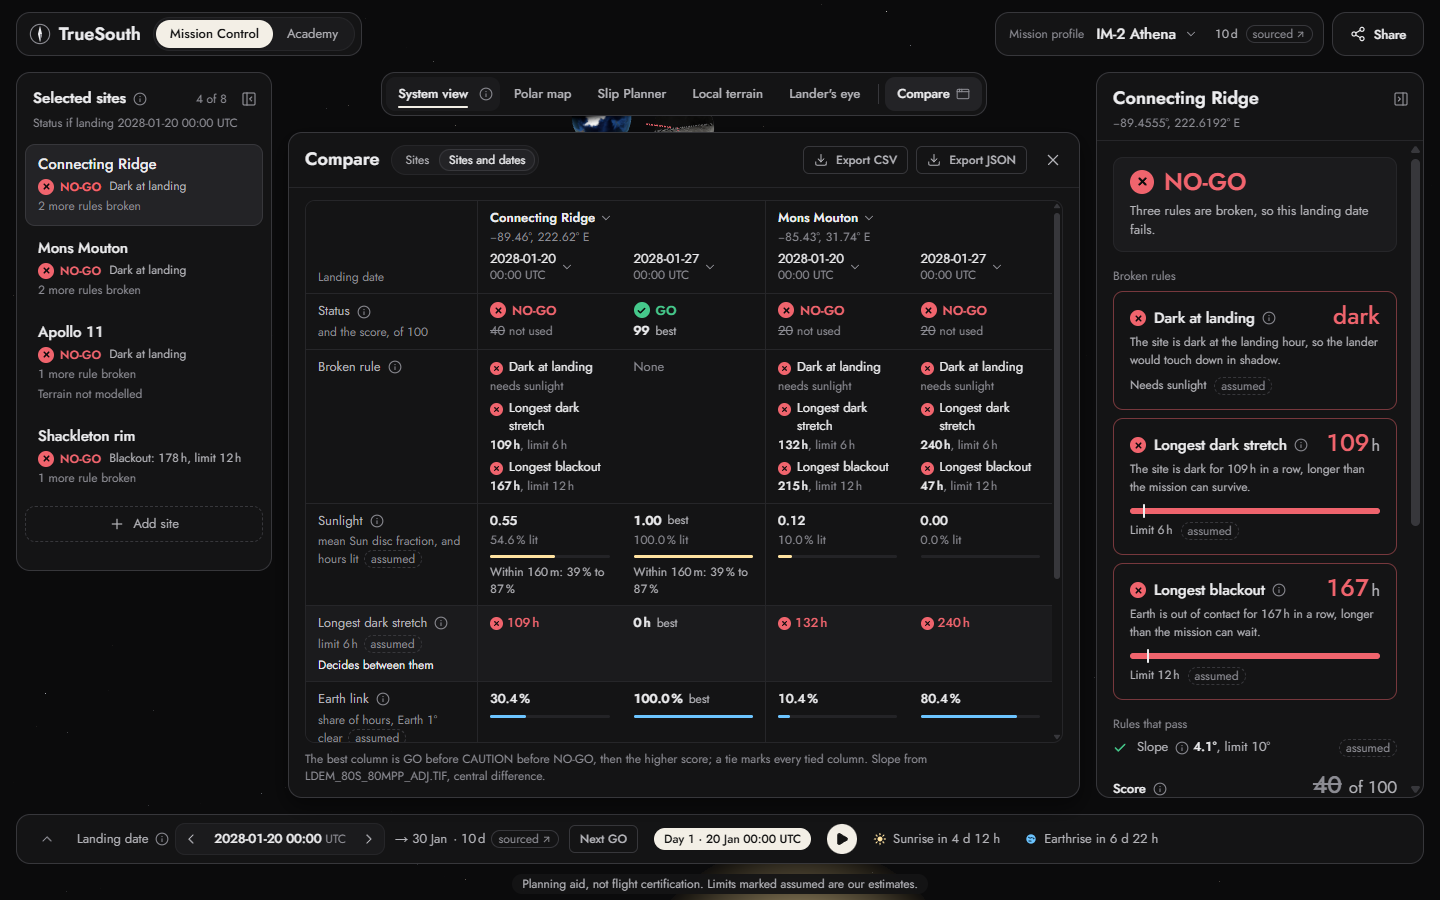 TrueSouth
Mission Control
Academy
Mission profile IM-2 Athena 10 d sourced ↗
Share
Selected sites 4 of 8
Status if landing 2028-01-20 00:00 UTC
Connecting Ridge
NO-GO Dark at landing
2 more rules broken
Mons Mouton
NO-GO Dark at landing
2 more rules broken
Apollo 11
NO-GO Dark at landing
1 more rule broken
Terrain not modelled
Shackleton rim
NO-GO Blackout: 178 h, limit 12 h
1 more rule broken
+ Add site
System view Polar map Slip Planner Local terrain Lander's eye Compare
Compare Sites Sites and dates Export CSV Export JSON
Connecting Ridge Mons Mouton
−89.46°, 222.62° E −85.43°, 31.74° E
Landing date
2028-01-20 2028-01-27 2028-01-20 2028-01-27
00:00 UTC 00:00 UTC 00:00 UTC 00:00 UTC
Status NO-GO GO NO-GO NO-GO
and the score, of 100 40 not used 99 best 20 not used 20 not used
Broken rule Dark at landing None Dark at landing Dark at landing
needs sunlight needs sunlight needs sunlight
Longest dark Longest dark Longest dark
stretch stretch stretch
109 h, limit 6 h 132 h, limit 6 h 240 h, limit 6 h
Longest blackout Longest blackout Longest blackout
167 h, limit 12 h 215 h, limit 12 h 47 h, limit 12 h
Sunlight 0.55 1.00 best 0.12 0.00
mean Sun disc fraction, and 54.6 % lit 100.0 % lit 10.0 % lit 0.0 % lit
hours lit assumed
Within 160 m: 39 % to Within 160 m: 39 % to
87 % 87 %
Longest dark stretch 109 h 0 h best 132 h 240 h
limit 6 h assumed
Decides between them
Earth link 30.4 % 100.0 % best 10.4 % 80.4 %
share of hours, Earth 1°
clear assumed
The best column is GO before CAUTION before NO-GO, then the higher score; a tie marks every tied column. Slope from
LDEM_80S_80MPP_ADJ.TIF, central difference.
Connecting Ridge
−89.4555°, 222.6192° E
NO-GO
Three rules are broken, so this landing date
fails.
Broken rules
Dark at landing dark
The site is dark at the landing hour, so the lander
would touch down in shadow.
Needs sunlight assumed
Longest dark stretch 109 h
The site is dark for 109 h in a row, longer than
the mission can survive.
Limit 6 h assumed
Longest blackout 167 h
Earth is out of contact for 167 h in a row, longer
than the mission can wait.
Limit 12 h assumed
Rules that pass
Slope 4.1°, limit 10° assumed
Score 40 of 100
Landing date 2028-01-20 00:00 UTC → 30 Jan · 10 d sourced ↗ Next GO Day 1 · 20 Jan 00:00 UTC Sunrise in 4 d 12 h Earthrise in 6 d 22 h
Planning aid, not flight certification. Limits marked assumed are our estimates.